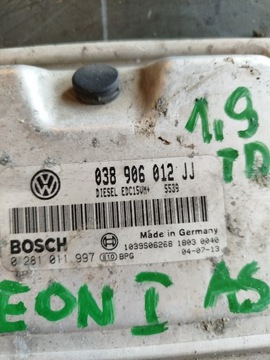 1,9
TD
038 906 012 JJ
DIESEL EDC15VM+ 5539
BOSCH
Made in Germany
1039S06268 1803 0040
0 281 011 997 BPG 04-07-13
EON I AS